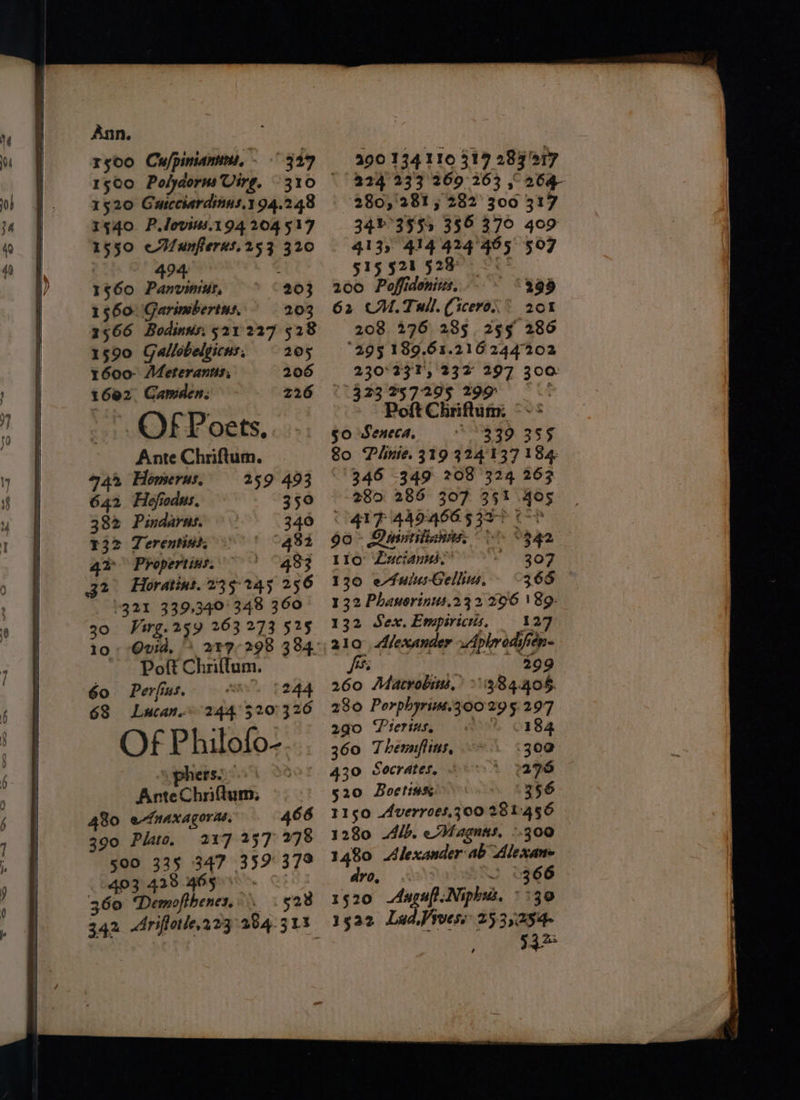 Ann.
1500 Cuſpinianus. 327
1500 Polydorus Virg. 310
1520 Guicciardinus.194.248
1540 P.Iovius.194 204 517
1550 Munſterus.253 320
494
1560 Panvinius, 203
1560 Garimbertus. 203
1566 Bodinus. 521 227 528
1590 Gallobelgicus, 205
1600 Meteranus, 206
1602 Camden; 226
Of Poets.
Ante Chriſtum.
742 Homerus, 259 493
642 Heſiodus. 350
382 Pindarus. 340
132 Terentius, 482
42 Propertius. 483
32 Horatius. 235 245 256
321 339,340 348 360
30 Virg.259 263 273 525
10 Ovid. 217 298 384
Poſt Chriſtum.
60 Perſius. 244
68 Lucan. 244 320 326
Of Philoſo-
phers.
Ante Chriſtum;
480 Anaxagoras, 466
390 Plato. 217 257 278
500 335 347 359 379
403 428 465
360 Demoſthenes, 528
342 Ariſtotle,223 284 311
290 134 110 317 283 217
224 233 269 263, 264
280, 281, 282 300 317
341 355, 356 370 409
413, 414 424 465 507
515 521 528
200 Poſſidonius. 299
62 M.Tull.Cicero. 201
208 276 285 255 286
295 189.61.216 244 202
230 231, 232 297 300
323 257 295 299
Poſt Chriſtum.
50 Seneca. 339 355
80 Plinie. 319 324 137 184
346 349 208 324 263
280 286 307 351 405
417 449 466 532
90 Quintilianus, 342
110 Lucianus, 307
130 Aulus Gellius, 366
132 Phavorinus.232 296 189
132 Sex. Empiricus, 127
210 Alexander Aphrodiſien-
ſis, 299
260 Macrobius, 384 405
280 Porphyrius.300 295 297
290 Pierius, 184
360 Themiſtius, 300
430 Socrates, 296
520 Boetius 356
1150 Averroes,300 281 456
1280 Alb. Magnus, 300
1480 Alexander ab Alexan-
dro, 366
1520 Auguſt.Niphus. 30
1522 Lud.Vives. 253,254
532